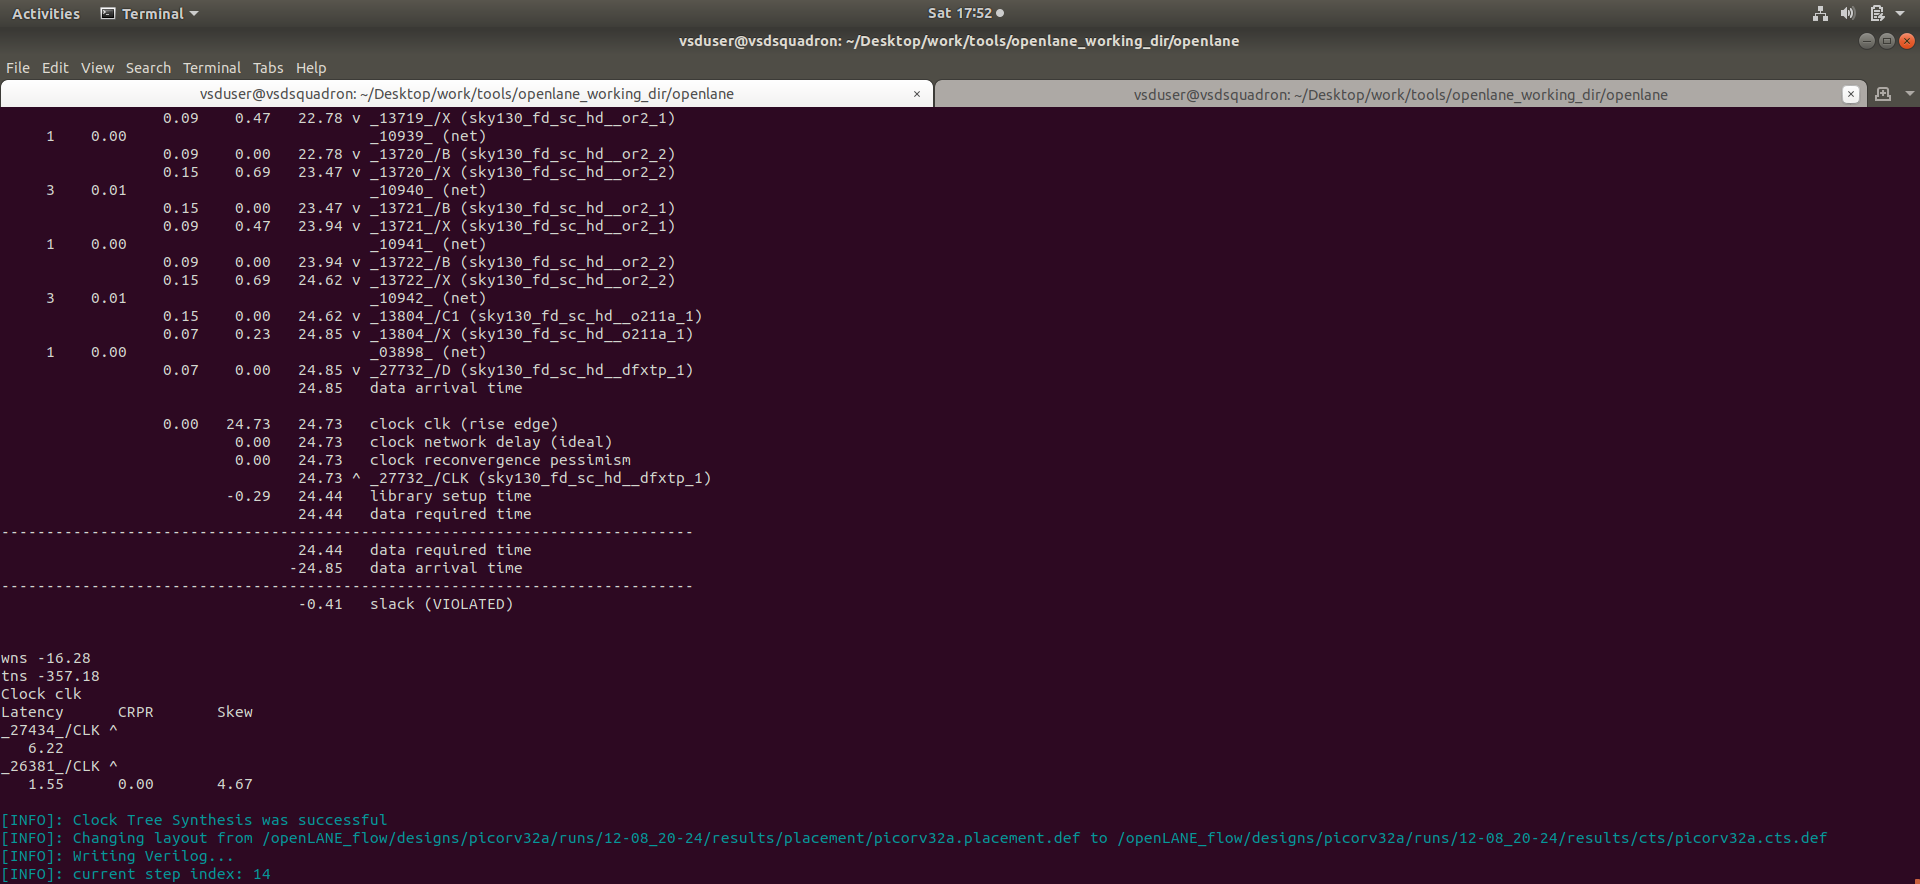 Activities Terminal Sat 17:52
vsduser@vsdsquadron: ~/Desktop/work/tools/openlane_working_dir/openlane
File Edit View Search Terminal Tabs Help
vsduser@vsdsquadron: ~/Desktop/work/tools/openlane_working_dir/openlane × vsduser@vsdsquadron: ~/Desktop/work/tools/openlane_working_dir/openlane ×
0.09 0.47 22.78 v _13719_/X (sky130_fd_sc_hd__or2_1)
1 0.00 _10939_ (net)
0.09 0.00 22.78 v _13720_/B (sky130_fd_sc_hd__or2_2)
0.15 0.69 23.47 v _13720_/X (sky130_fd_sc_hd__or2_2)
3 0.01 _10940_ (net)
0.15 0.00 23.47 v _13721_/B (sky130_fd_sc_hd__or2_1)
0.09 0.47 23.94 v _13721_/X (sky130_fd_sc_hd__or2_1)
1 0.00 _10941_ (net)
0.09 0.00 23.94 v _13722_/B (sky130_fd_sc_hd__or2_2)
0.15 0.69 24.62 v _13722_/X (sky130_fd_sc_hd__or2_2)
3 0.01 _10942_ (net)
0.15 0.00 24.62 v _13804_/C1 (sky130_fd_sc_hd__o211a_1)
0.07 0.23 24.85 v _13804_/X (sky130_fd_sc_hd__o211a_1)
1 0.00 _03898_ (net)
0.07 0.00 24.85 v _27732_/D (sky130_fd_sc_hd__dfxtp_1)
24.85 data arrival time
0.00 24.73 24.73 clock clk (rise edge)
0.00 24.73 clock network delay (ideal)
0.00 24.73 clock reconvergence pessimism
24.73 ^ _27732_/CLK (sky130_fd_sc_hd__dfxtp_1)
-0.29 24.44 library setup time
24.44 data required time
-----------------------------------------------------------------------------
24.44 data required time
-24.85 data arrival time
-----------------------------------------------------------------------------
-0.41 slack (VIOLATED)
wns -16.28
tns -357.18
Clock clk
Latency CRPR Skew
_27434_/CLK ^
6.22
_26381_/CLK ^
1.55 0.00 4.67
[INFO]: Clock Tree Synthesis was successful
[INFO]: Changing layout from /openLANE_flow/designs/picorv32a/runs/12-08_20-24/results/placement/picorv32a.placement.def to /openLANE_flow/designs/picorv32a/runs/12-08_20-24/results/cts/picorv32a.cts.def
[INFO]: Writing Verilog...
[INFO]: current step index: 14